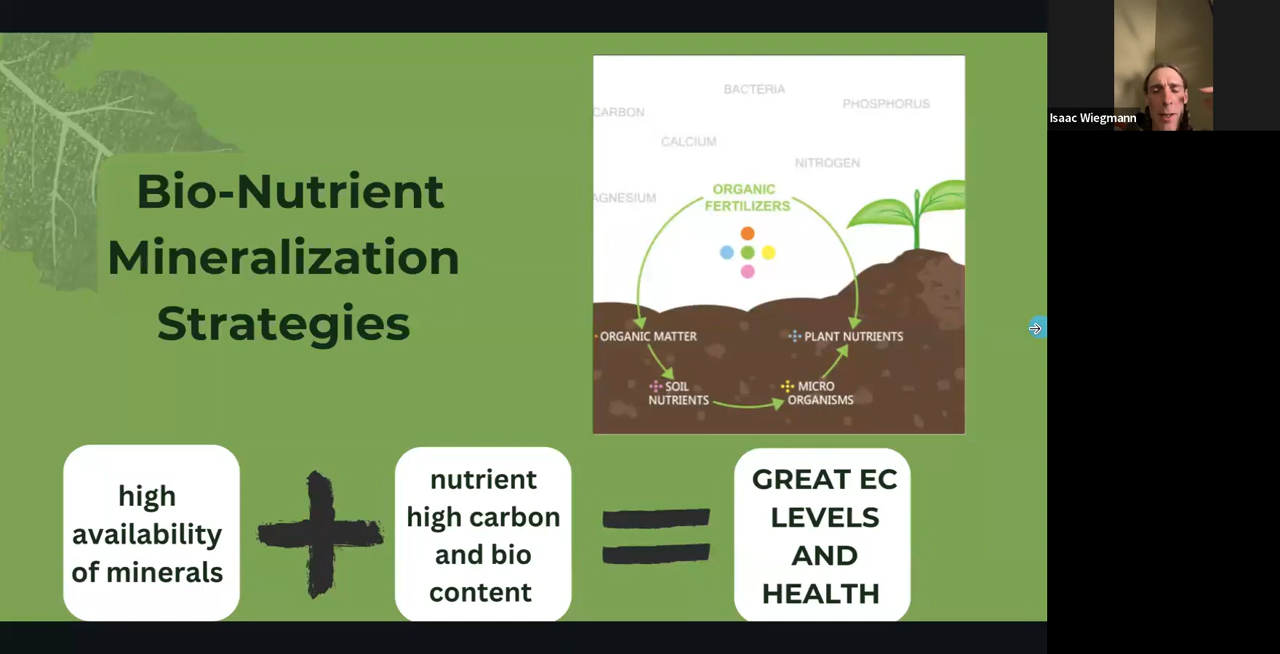 Bio-Nutrient
Mineralization
Strategies
BACTERIA
CARBON
PHOSPHORUS
CALCIUM
NITROGEN
AGNESIUM
ORGANIC
FERTILIZERS
ORGANIC MATTER
PLANT NUTRIENTS
SOIL
NUTRIENTS
MICRO
ORGANISMS
high
availability
of minerals
nutrient
high carbon
and bio
content
GREAT EC
LEVELS
AND
HEALTH
Isaac Wiegmann